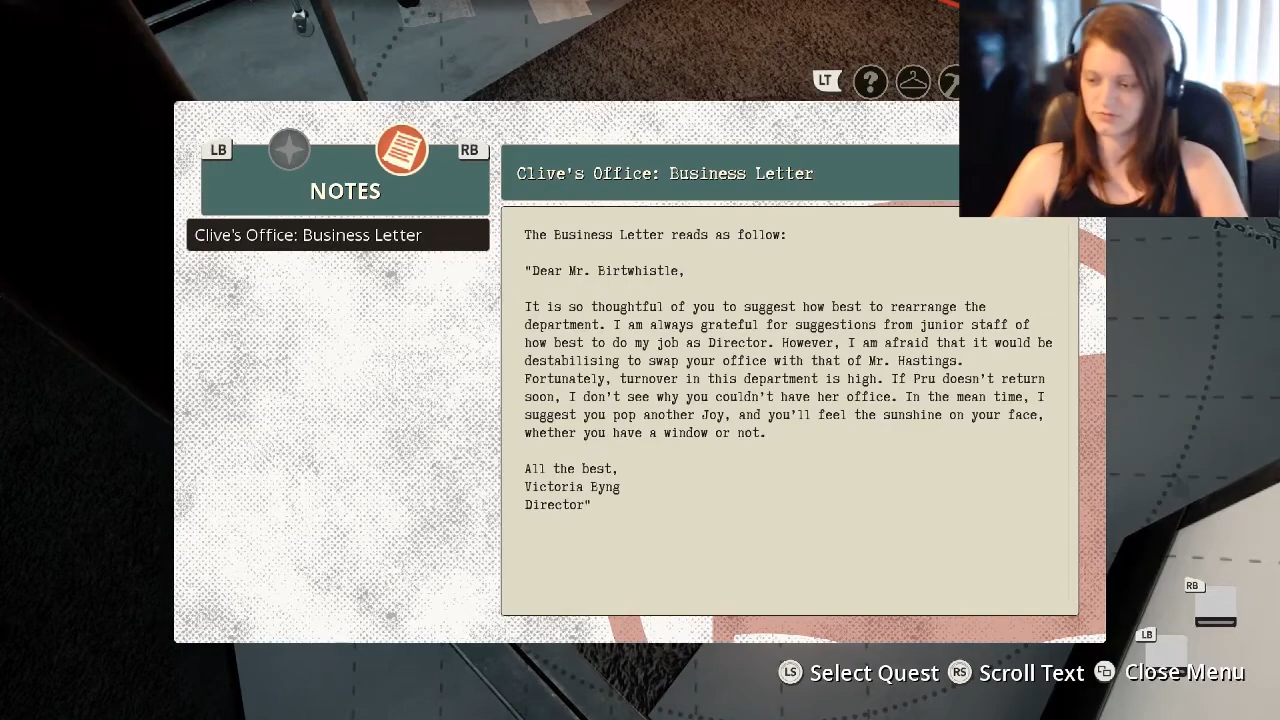 LT
?
LB
RB
NOTES
Clive's Office: Business Letter
Clive's Office: Business Letter
The Business Letter reads as follow:
"Dear Mr. Birtwhistle,
It is so thoughtful of you to suggest how best to rearrange the
department. I am always grateful for suggestions from junior staff of
how best to do my job as Director. However, I am afraid that it would be
destabilising to swap your office with that of Mr. Hastings.
Fortunately, turnover in this department is high. If Pru doesn't return
soon, I don't see why you couldn't have her office. In the mean time, I
suggest you pop another Joy, and you'll feel the sunshine on your face,
whether you have a window or not.
All the best,
Victoria Byng
Director"
RB
LB
LS Select Quest RS Scroll Text Close Menu